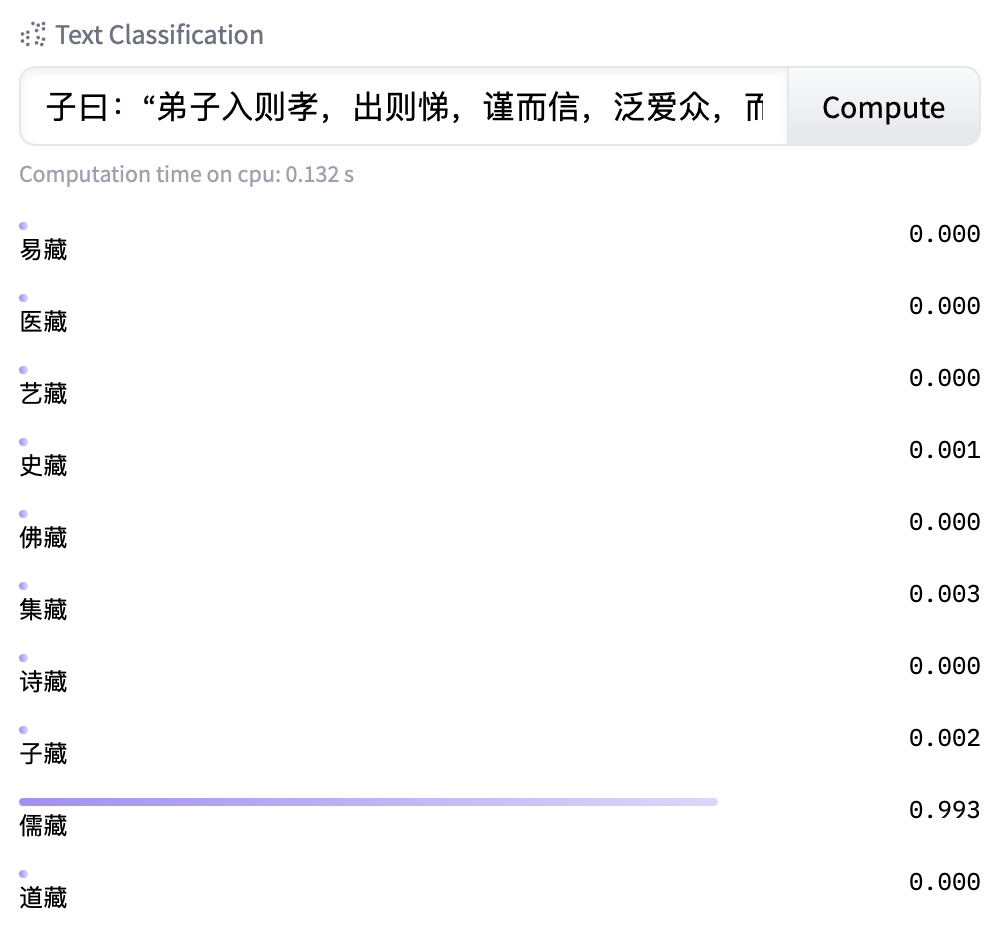 Text Classification
子曰：“弟子入则孝，出则悌，谨而信，泛爱众，
Compute
Computation time on cpu: 0.132 s
易藏 0.000
医藏 0.000
艺藏 0.000
史藏 0.001
佛藏 0.000
集藏 0.003
诗藏 0.000
子藏 0.002
儒藏 0.993
道藏 0.000